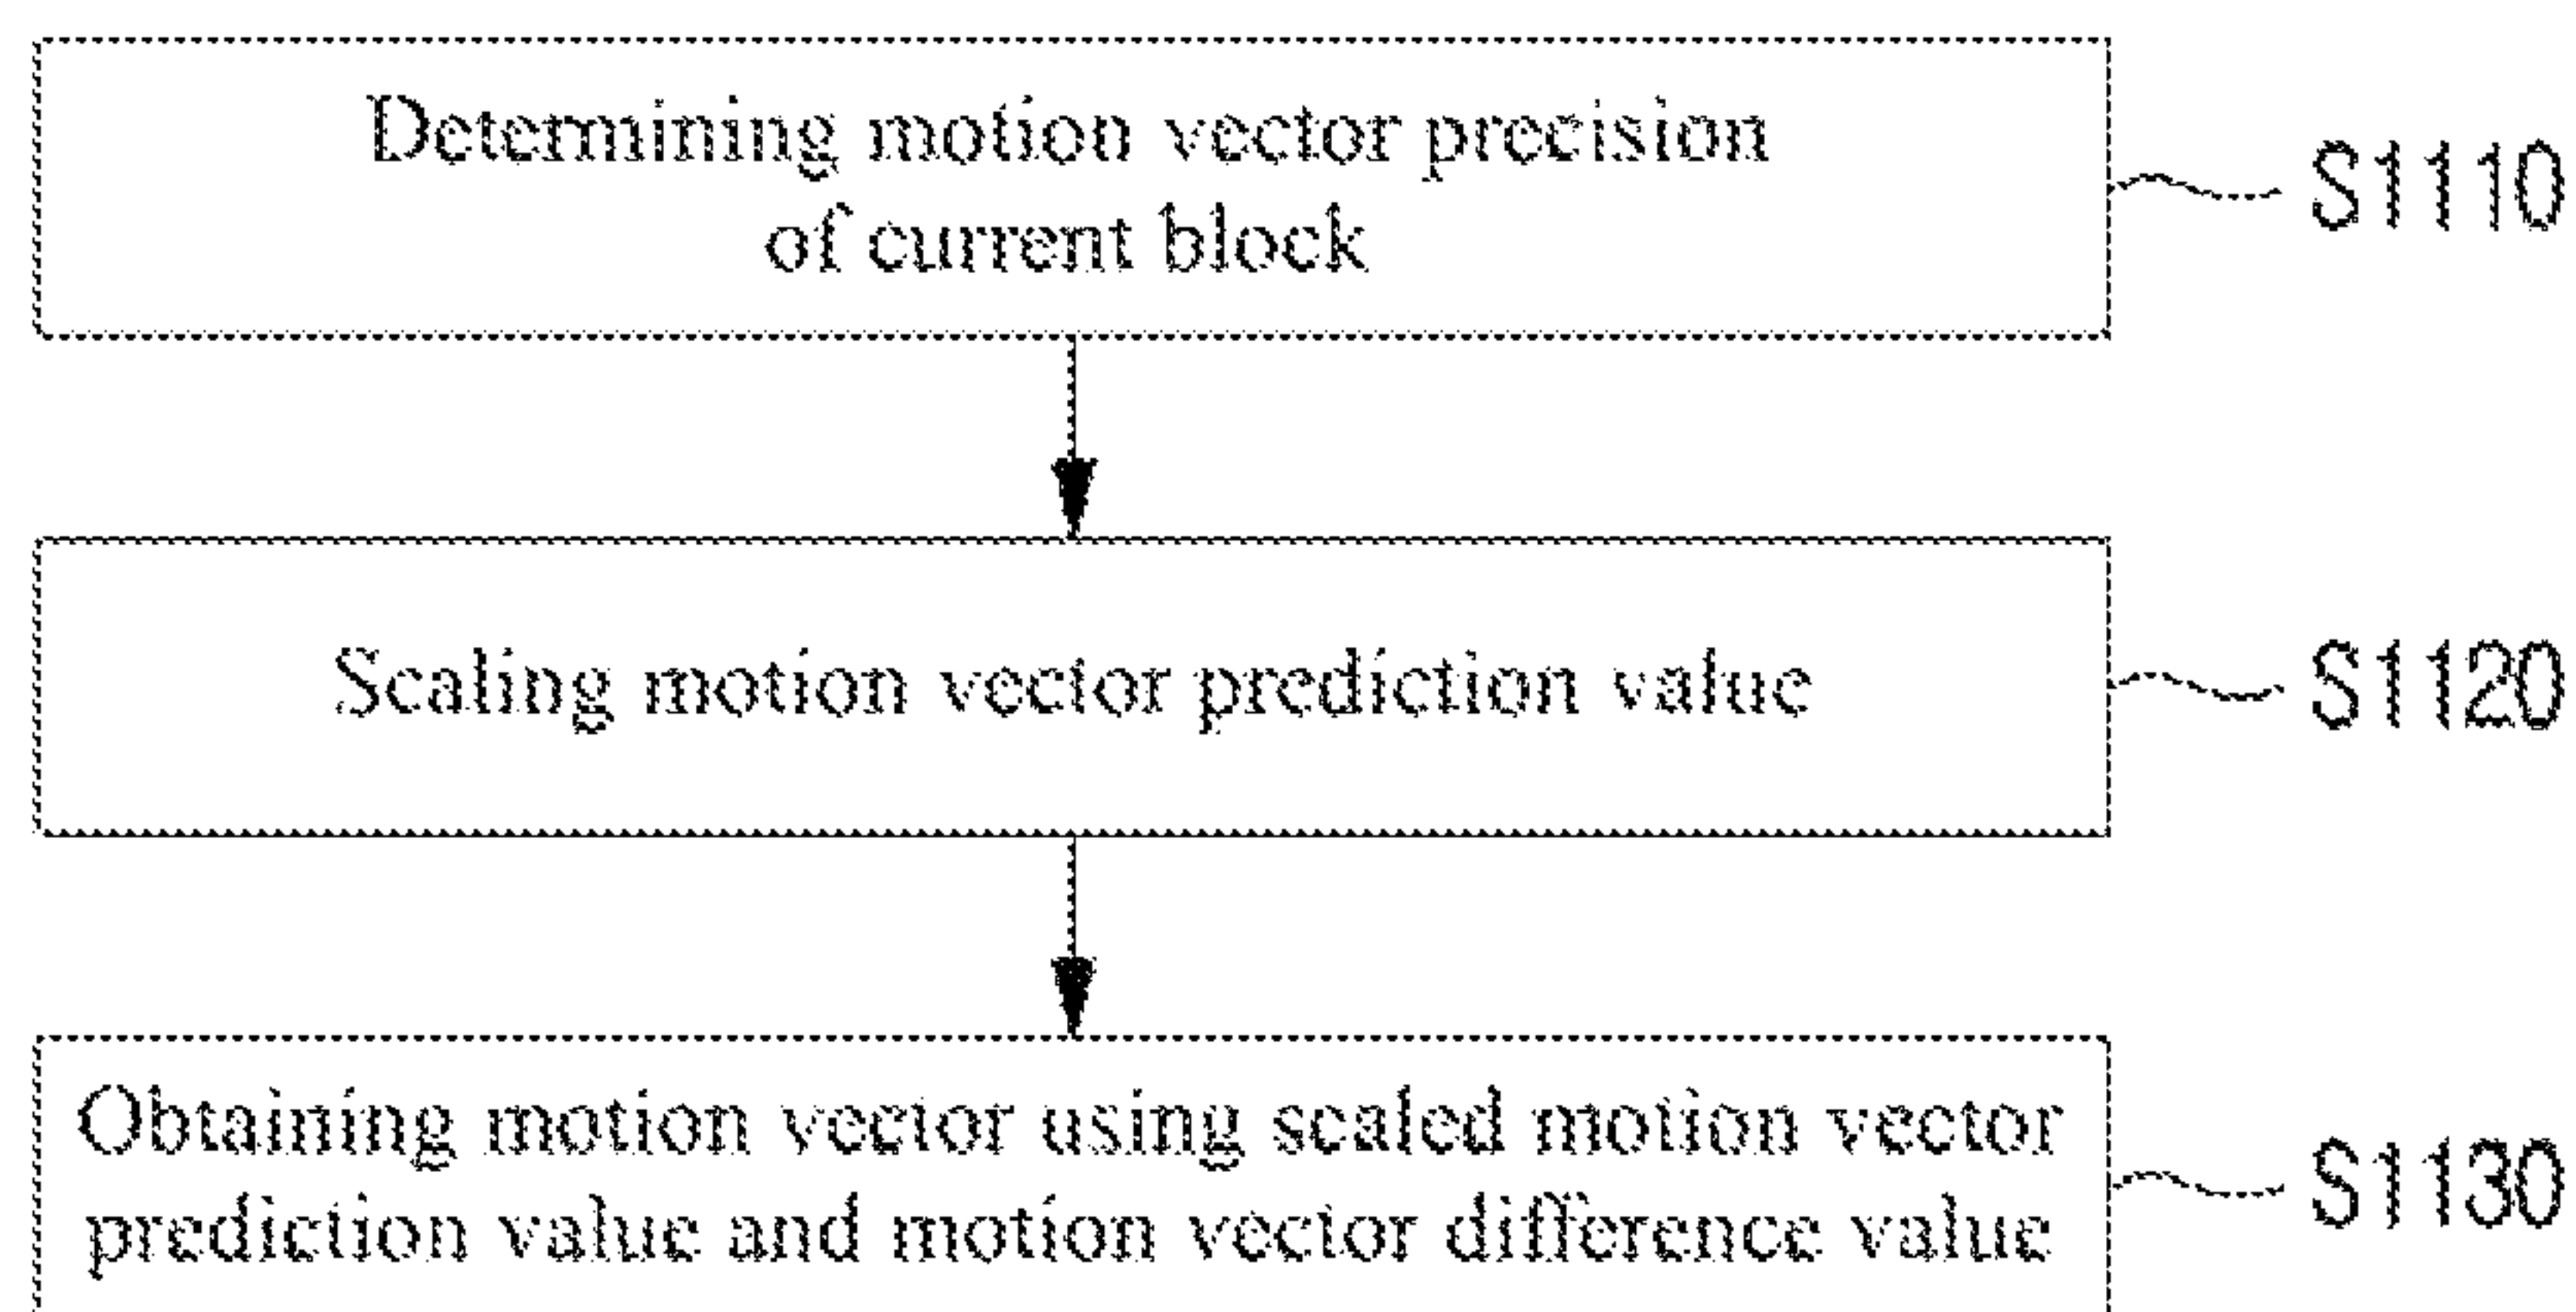 Determining motion vector precision
of current block
S1110
Scaling motion vector prediction value
S1120
Obtaining motion vector using scaled motion vector
prediction value and motion vector difference value
S1130